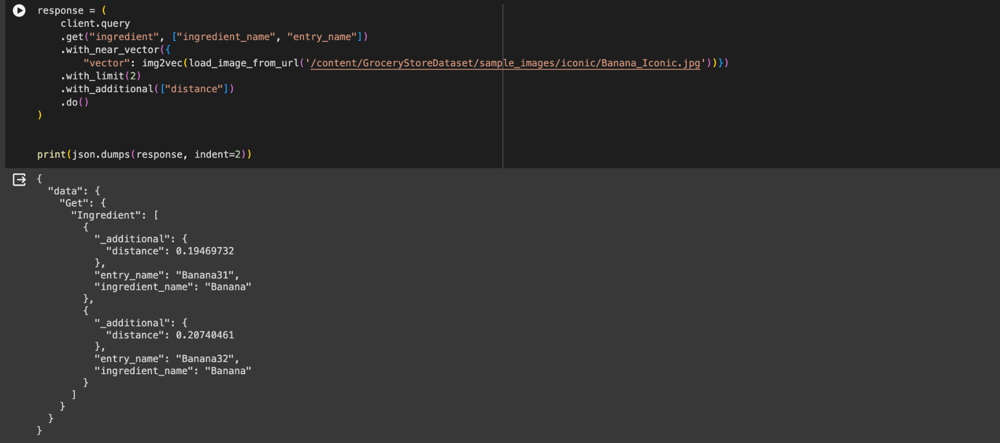 response = (
    client.query
    .get("ingredient", ["ingredient_name", "entry_name"])
    .with_near_vector({
        "vector": img2vec(load_image_from_url('/content/GroceryStoreDataset/sample_images/iconic/Banana_Iconic.jpg'))})
    .with_limit(2)
    .with_additional(["distance"])
    .do()
)
print(json.dumps(response, indent=2))
{
  "data": {
    "Get": {
      "Ingredient": [
        {
          "_additional": {
            "distance": 0.19469732
          },
          "entry_name": "Banana31",
          "ingredient_name": "Banana"
        },
        {
          "_additional": {
            "distance": 0.20740461
          },
          "entry_name": "Banana32",
          "ingredient_name": "Banana"
        }
      ]
    }
  }
}